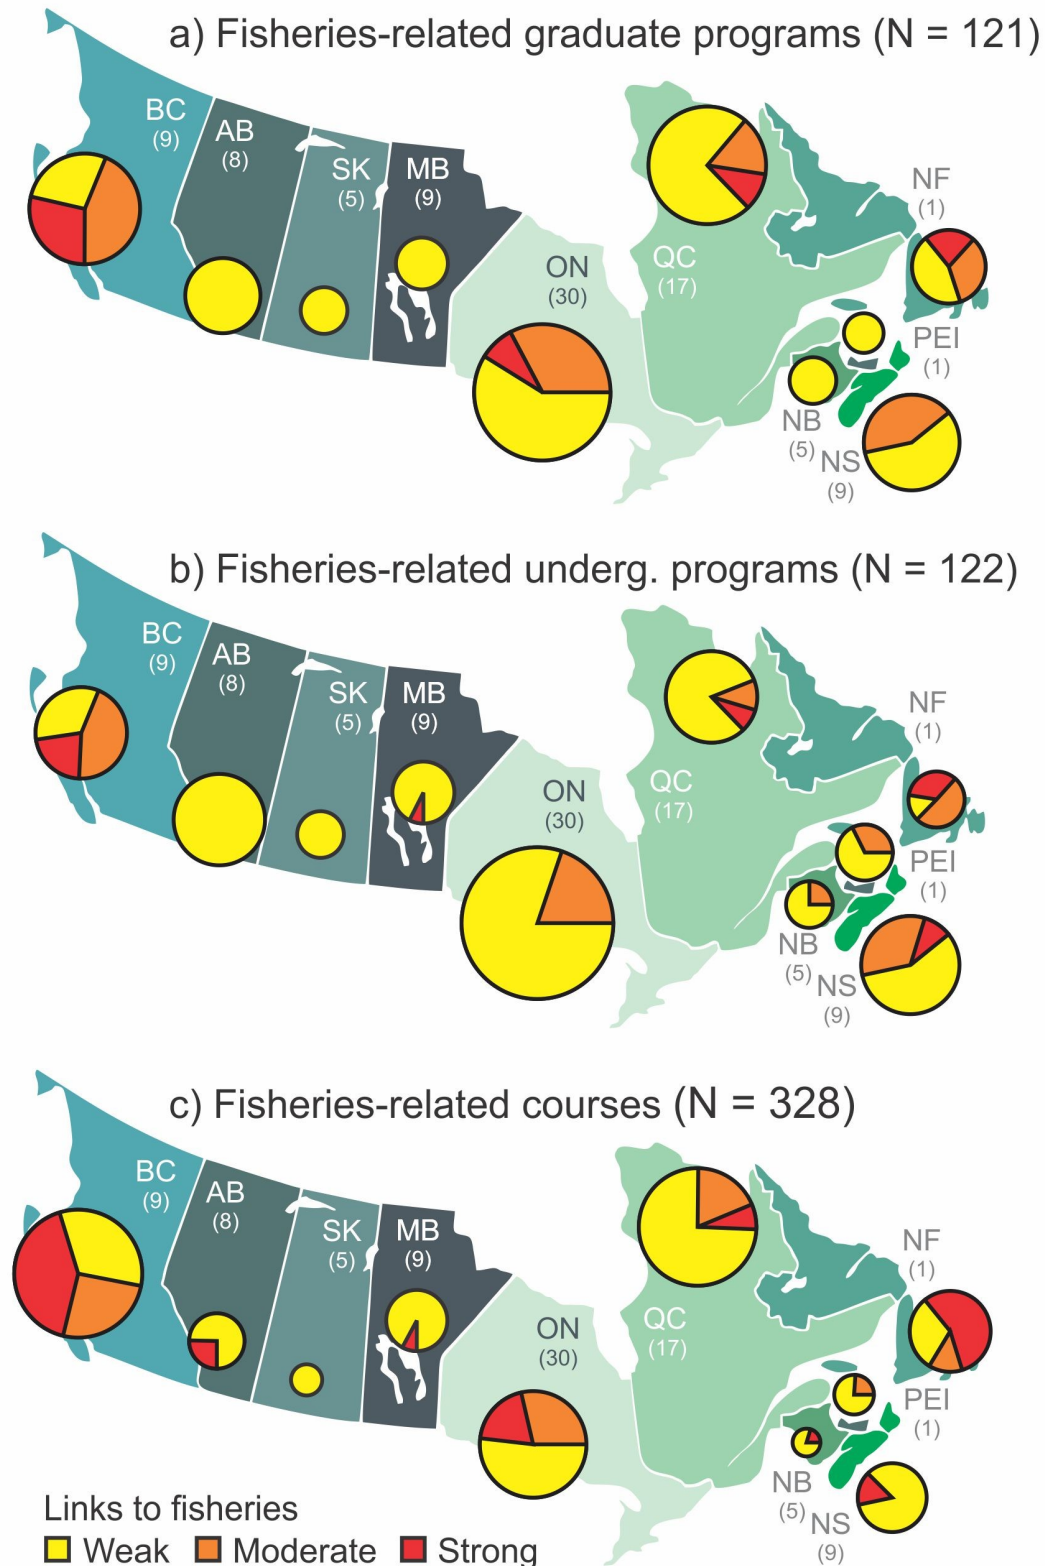 a) Fisheries-related graduate programs (N = 121)
BC
(9)
AB
(8)
SK
(5)
MB
(9)
ON
(30)
QC
(17)
NF
(1)
PEI
(1)
NB
(5)
NS
(9)
b) Fisheries-related underg. programs (N = 122)
BC
(9)
AB
(8)
SK
(5)
MB
(9)
ON
(30)
QC
(17)
NF
(1)
PEI
(1)
NB
(5)
NS
(9)
c) Fisheries-related courses (N = 328)
BC
(9)
AB
(8)
SK
(5)
MB
(9)
ON
(30)
QC
(17)
NF
(1)
PEI
(1)
NB
(5)
NS
(9)
Links to fisheries
Weak Moderate Strong